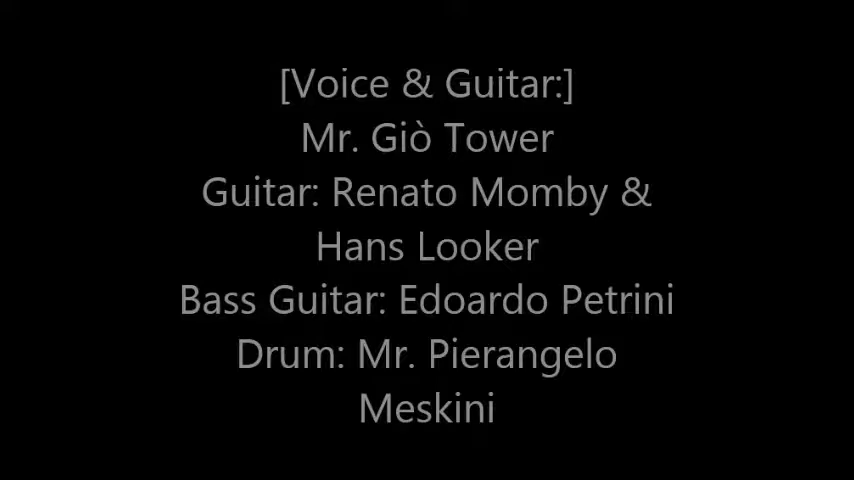 [Voice & Guitar:]
Mr. Giò Tower
Guitar: Renato Momby &
Hans Looker
Bass Guitar: Edoardo Petrini
Drum: Mr. Pierangelo
Meskini